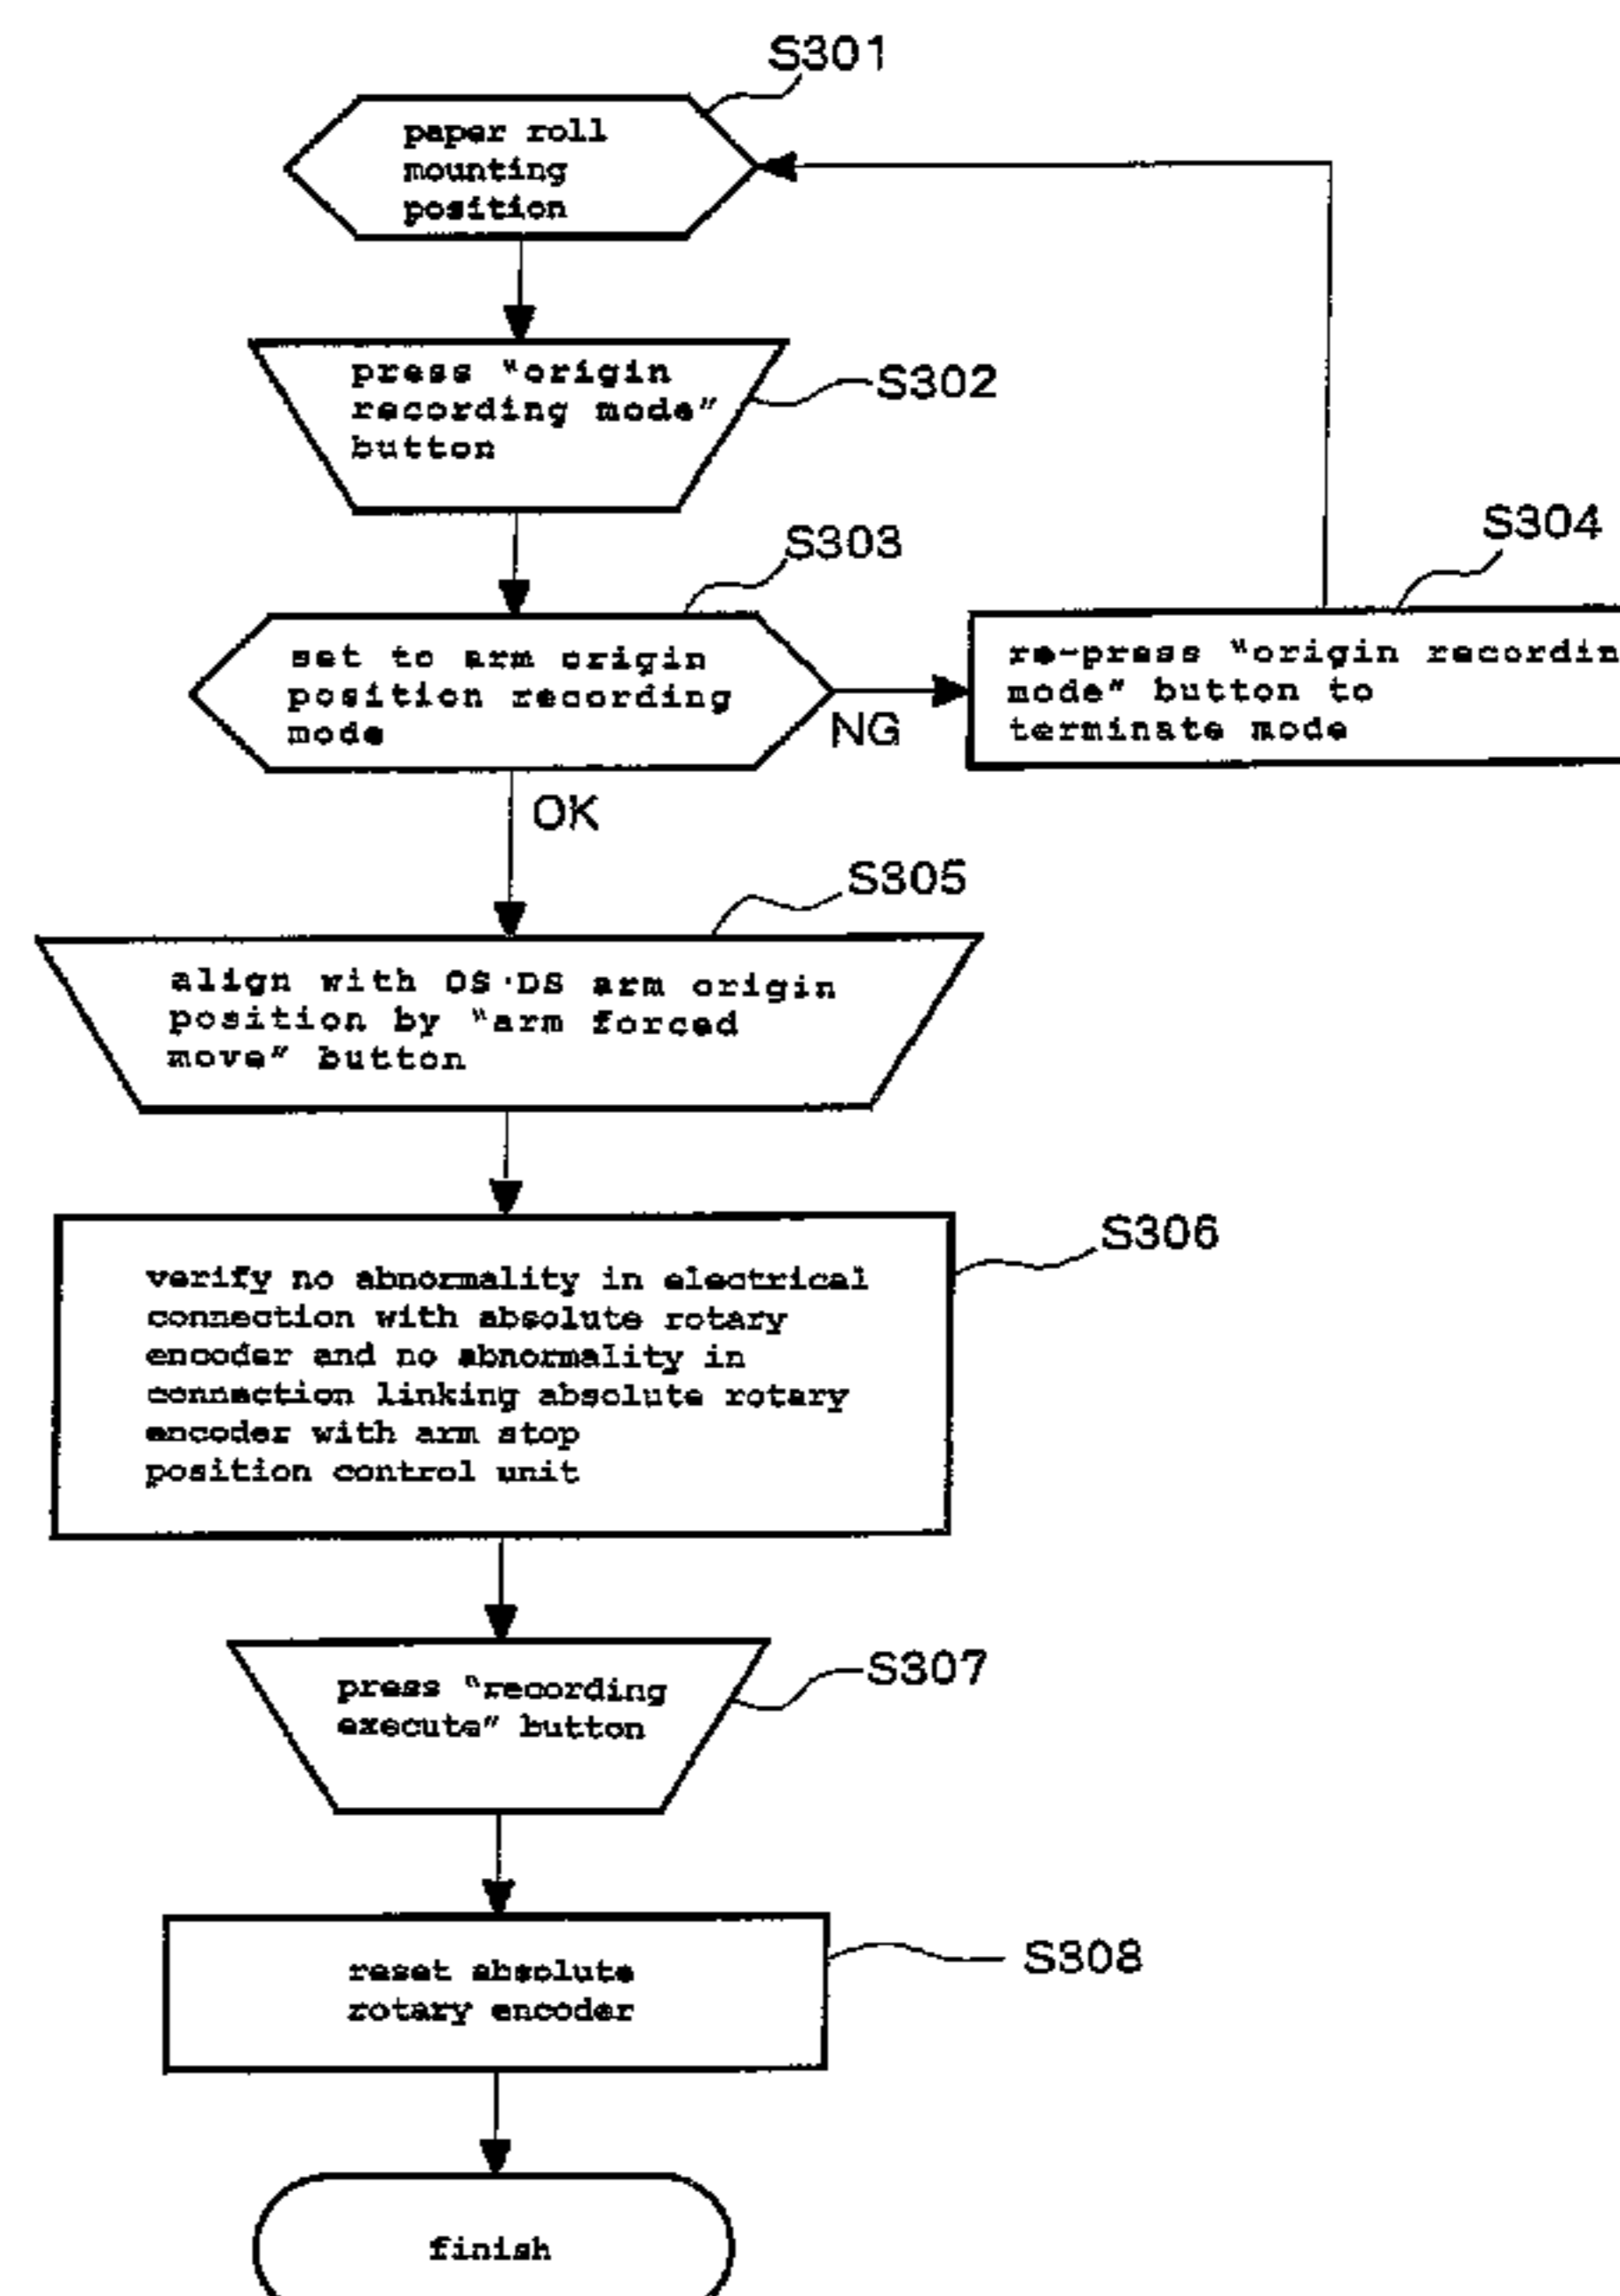 S301
paper roll
mounting
position
press "origin
recording mode"
button
S302
S303
set to arm origin
position recording
mode
NG
S304
re-press "origin recordin
mode" button to
terminate mode
OK
S305
align with OS·DS arm origin
position by "arm forced
move" button
S306
verify no abnormality in electrical
connection with absolute rotary
encoder and no abnormality in
connection linking absolute rotary
encoder with arm stop
position control unit
press "recording
execute" button
S307
reset absolute
rotary encoder
S308
finish